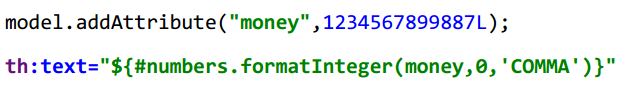 model.addAttribute("money",1234567899887L);
th:text="${#numbers.formatInteger(money,0,'COMMA')}"